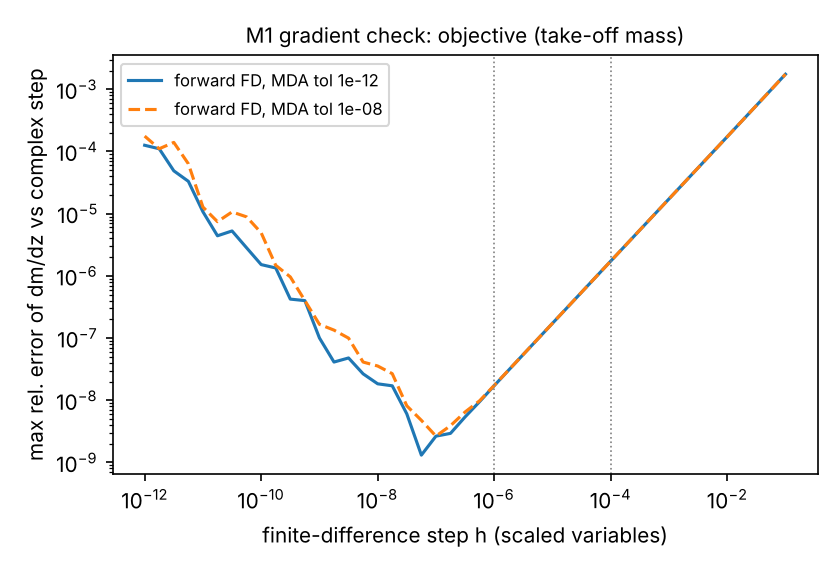 M1 gradient check: objective (take-off mass)
forward FD, MDA tol 1e-12
forward FD, MDA tol 1e-08
max rel. error of dm/dz vs complex step
10⁻³
10⁻⁴
10⁻⁵
10⁻⁶
10⁻⁷
10⁻⁸
10⁻⁹
10⁻¹² 10⁻¹⁰ 10⁻⁸ 10⁻⁶ 10⁻⁴ 10⁻²
finite-difference step h (scaled variables)